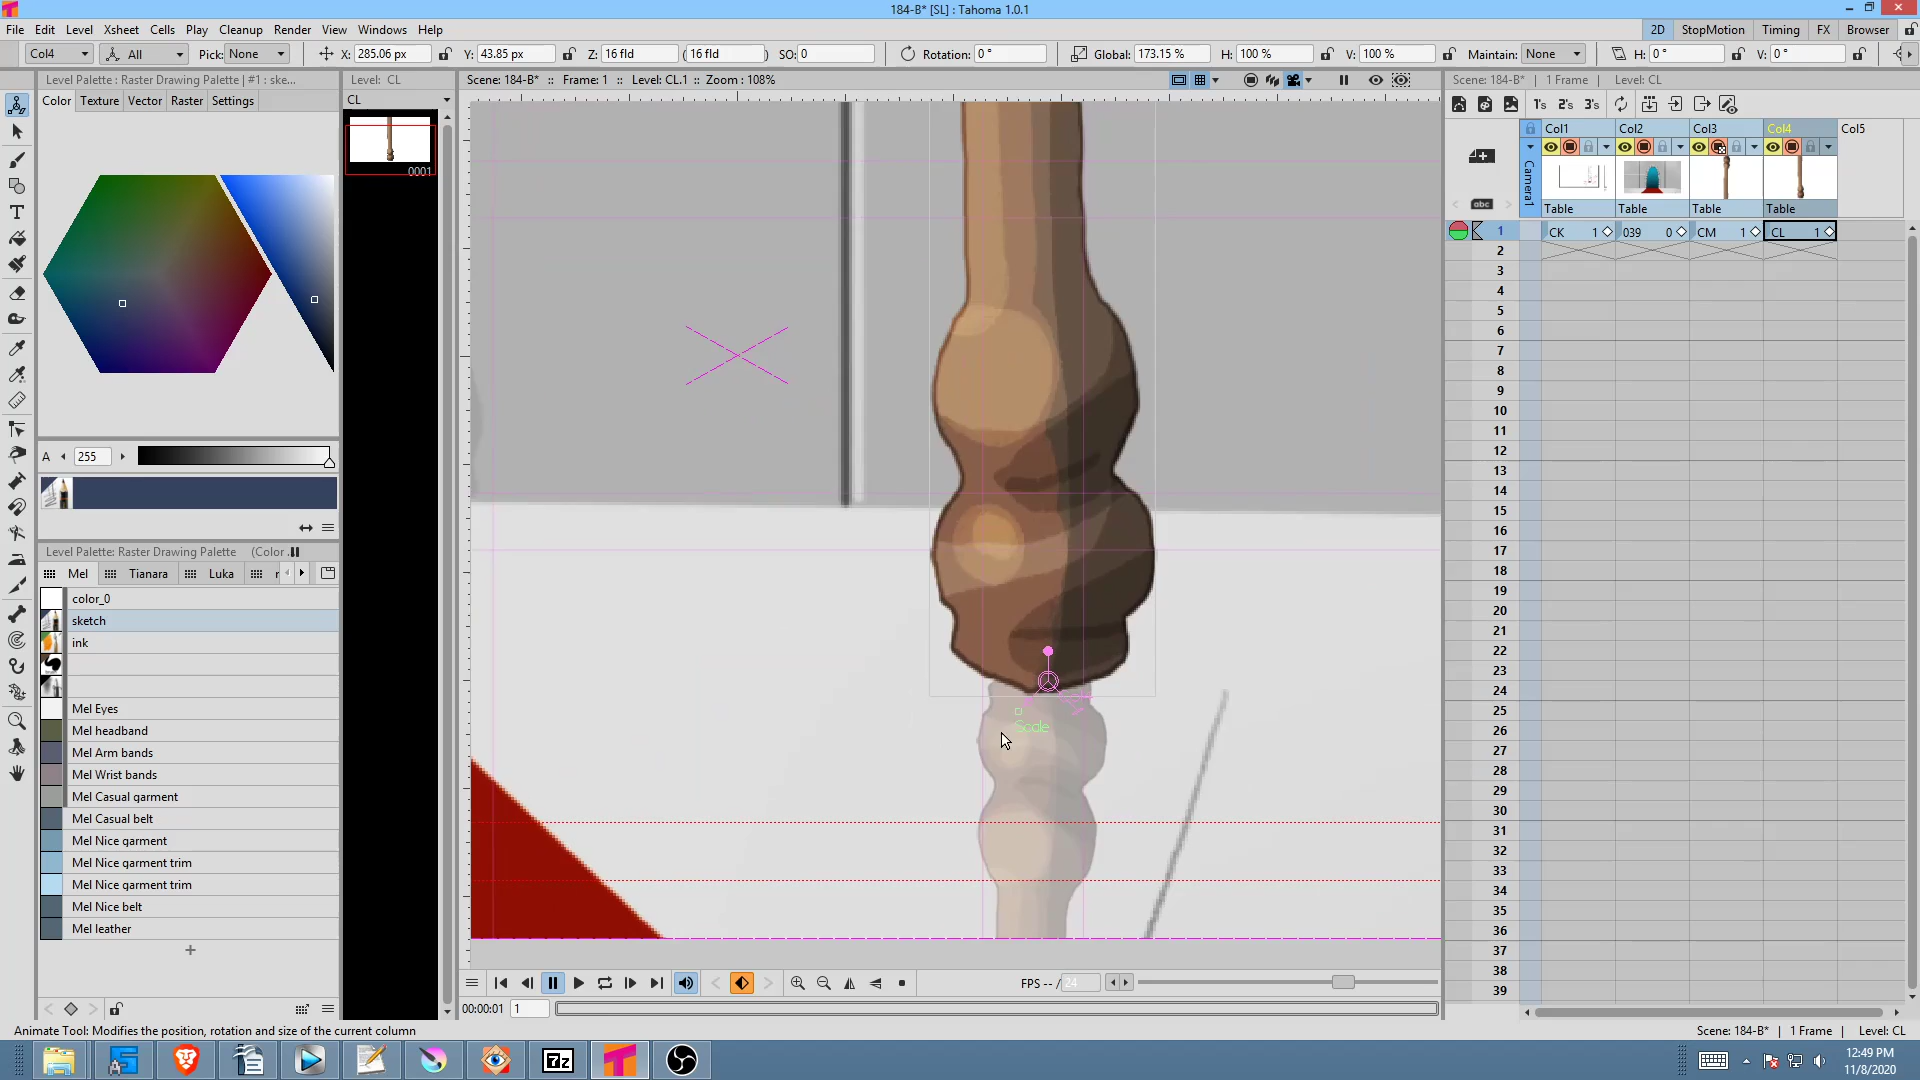 184-B* [SL] : Tahoma 1.0.1
File Edit Level Xsheet Cells Play Cleanup Render View Windows Help
2D StopMotion Timing FX Browser
Col4 All Pick: None X: 285.06 px Y: 43.85 px Z: 16 fld (16 fld) SO: 0 Rotation: 0 ° Global: 173.15 % H: 100 % V: 100 % Maintain: None H: 0 ° V: 0 °
Level Palette : Raster Drawing Palette | #1 : ske...
Level: CL
Scene: 184-B* :: Frame: 1 :: Level: CL.1 :: Zoom : 108%
Scene: 184-B* | 1 Frame | Level: CL
Color Texture Vector Raster Settings
CL
1's 2's 3's
Col1 Col2 Col3 Col4 Col5
0001
Camera1
abc
Table Table Table Table
1 CK 1 039 0 CM 1 CL 1
2
3
4
5
6
7
8
9
10
11
12
13
14
15
16
17
18
19
20
21
22
23
24
25
26
27
28
29
30
31
32
33
34
35
36
37
38
39
A 255
Level Palette: Raster Drawing Palette (Color
Mel Tianara Luka
color_0
sketch
ink
Mel Eyes
Mel headband
Mel Arm bands
Mel Wrist bands
Mel Casual garment
Mel Casual belt
Mel Nice garment
Mel Nice garment trim
Mel Nice garment trim
Mel Nice belt
Mel leather
+
Scale
FPS -- / 24
00:00:01 1
Animate Tool: Modifies the position, rotation and size of the current column
Scene: 184-B* | 1 Frame | Level: CL
7z
12:49 PM
11/8/2020